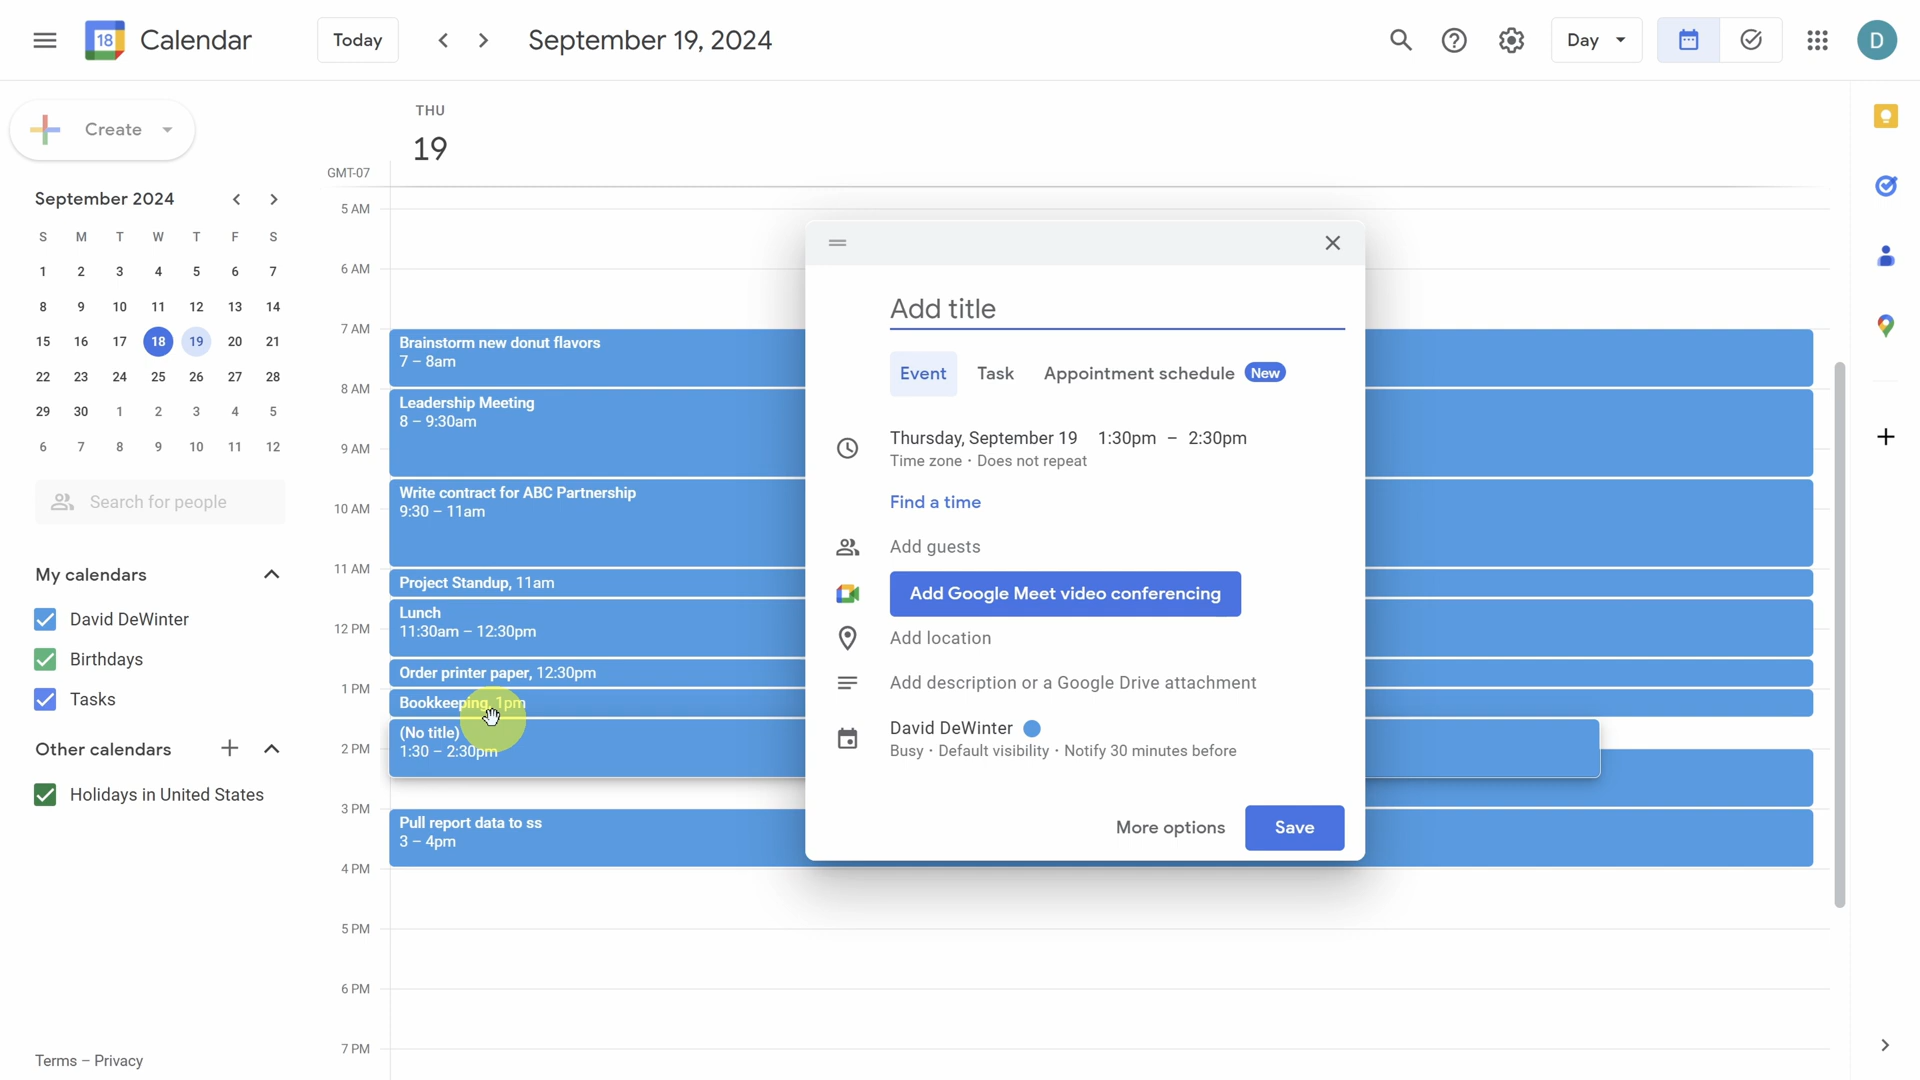 18 Calendar
Today
September 19, 2024
Day
D
Create
September 2024
S M T W T F S
1 2 3 4 5 6 7
8 9 10 11 12 13 14
15 16 17 18 19 20 21
22 23 24 25 26 27 28
29 30 1 2 3 4 5
6 7 8 9 10 11 12
Search for people
My calendars
David DeWinter
Birthdays
Tasks
Other calendars
Holidays in United States
Terms – Privacy
THU
19
GMT-07
5 AM
6 AM
7 AM
8 AM
9 AM
10 AM
11 AM
12 PM
1 PM
2 PM
3 PM
4 PM
5 PM
6 PM
7 PM
Brainstorm new donut flavors
7 – 8am
Leadership Meeting
8 – 9:30am
Write contract for ABC Partnership
9:30 – 11am
Project Standup, 11am
Lunch
11:30am – 12:30pm
Order printer paper, 12:30pm
Bookkeeping, 1pm
(No title)
1:30 – 2:30pm
Pull report data to ss
3 – 4pm
Add title
Event Task Appointment schedule New
Thursday, September 19 1:30pm – 2:30pm
Time zone · Does not repeat
Find a time
Add guests
Add Google Meet video conferencing
Add location
Add description or a Google Drive attachment
David DeWinter
Busy · Default visibility · Notify 30 minutes before
More options Save